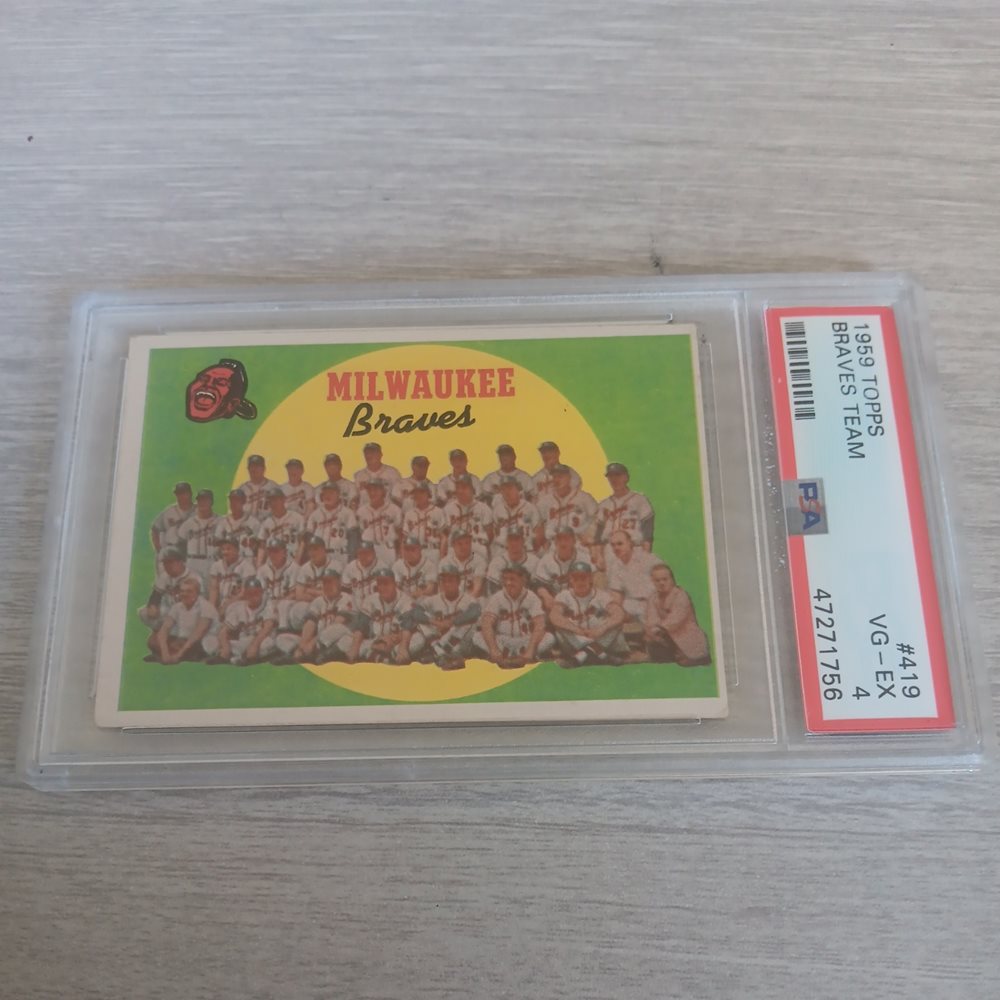 MILWAUKEE
Braves
1959 TOPPS
BRAVES TEAM
#419
VG-EX
4
47271756
PSA